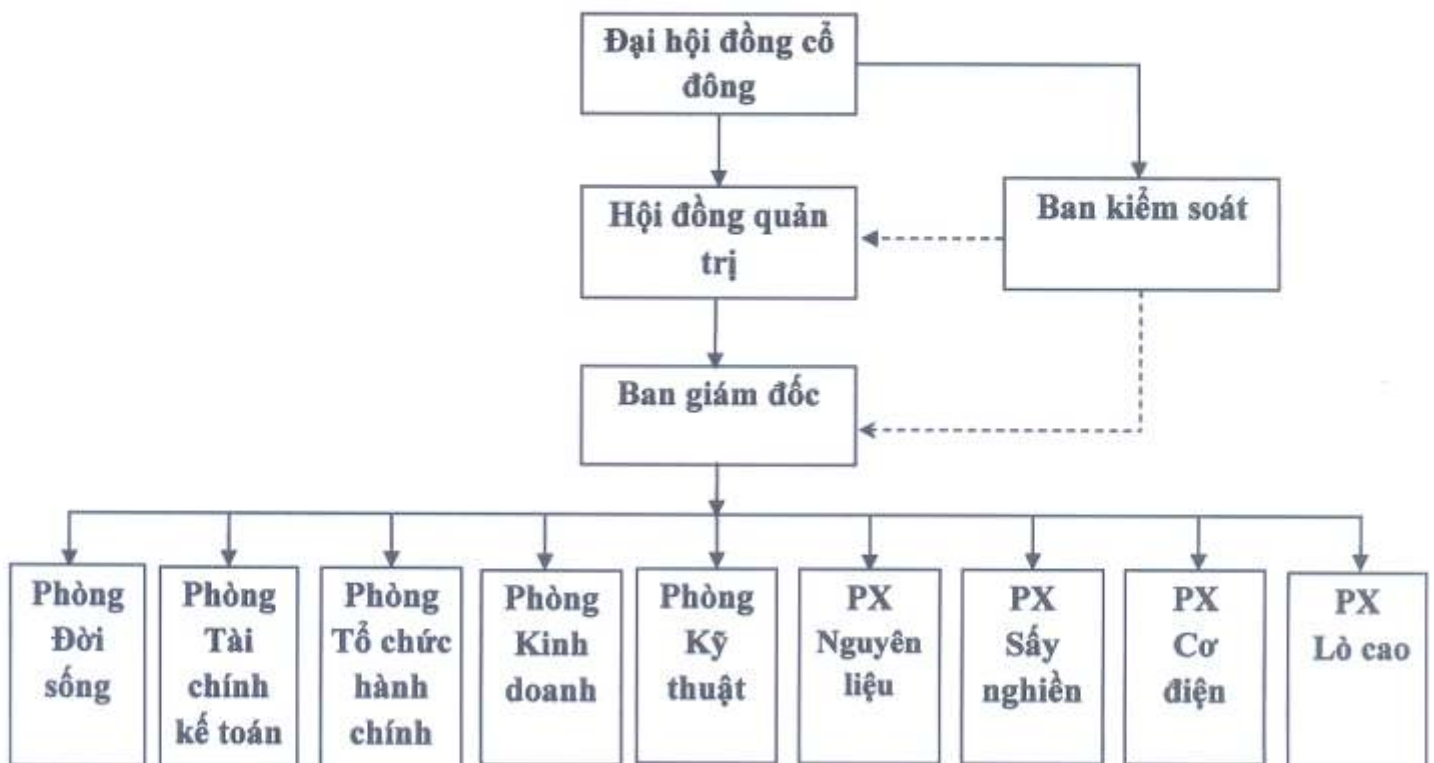 Đại hội đồng cổ
đông
Hội đồng quản
trị
Ban kiểm soát
Ban giám đốc
Phòng
Đời
sống
Phòng
Tài
chính
kế toán
Phòng
Tổ chức
hành
chính
Phòng
Kinh
doanh
Phòng
Kỹ
thuật
PX
Nguyên
liệu
PX
Sấy
nghiền
PX
Cơ
điện
PX
Lò cao